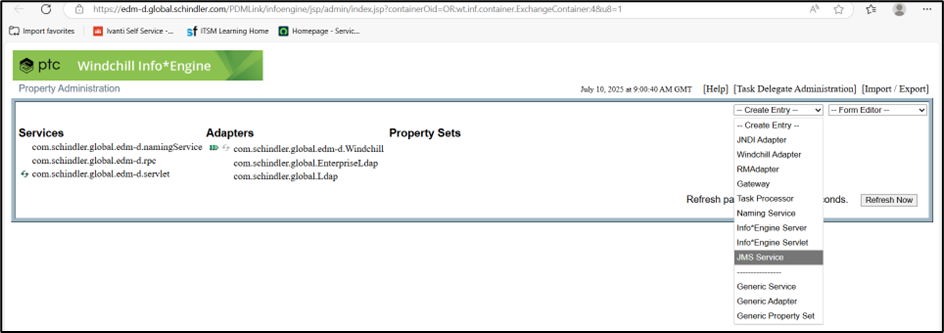 https://edm-d.global.schindler.com/PDMLink/infoengine/jsp/admin/index.jsp?containerOid=OR:wt.inf.container.ExchangeContainer:4&u8=1
Import favorites
Ivanti Self Service -...
ITSM Learning Home
Homepage - Servic...
ptc Windchill Info*Engine
Property Administration
July 10, 2025 at 9:00:40 AM GMT [Help] [Task Delegate Administration] [Import / Export]
-- Create Entry -- -- Form Editor --
Services Adapters Property Sets
com.schindler.global.edm-d.namingService com.schindler.global.edm-d.Windchill
com.schindler.global.edm-d.rpc com.schindler.global.EnterpriseLdap
com.schindler.global.edm-d.servlet com.schindler.global.Ldap
-- Create Entry --
JNDI Adapter
Windchill Adapter
RMAdapter
Gateway
Refresh pa Task Processor onds. Refresh Now
Naming Service
Info*Engine Server
Info*Engine Servlet
JMS Service
----------------
Generic Service
Generic Adapter
Generic Property Set